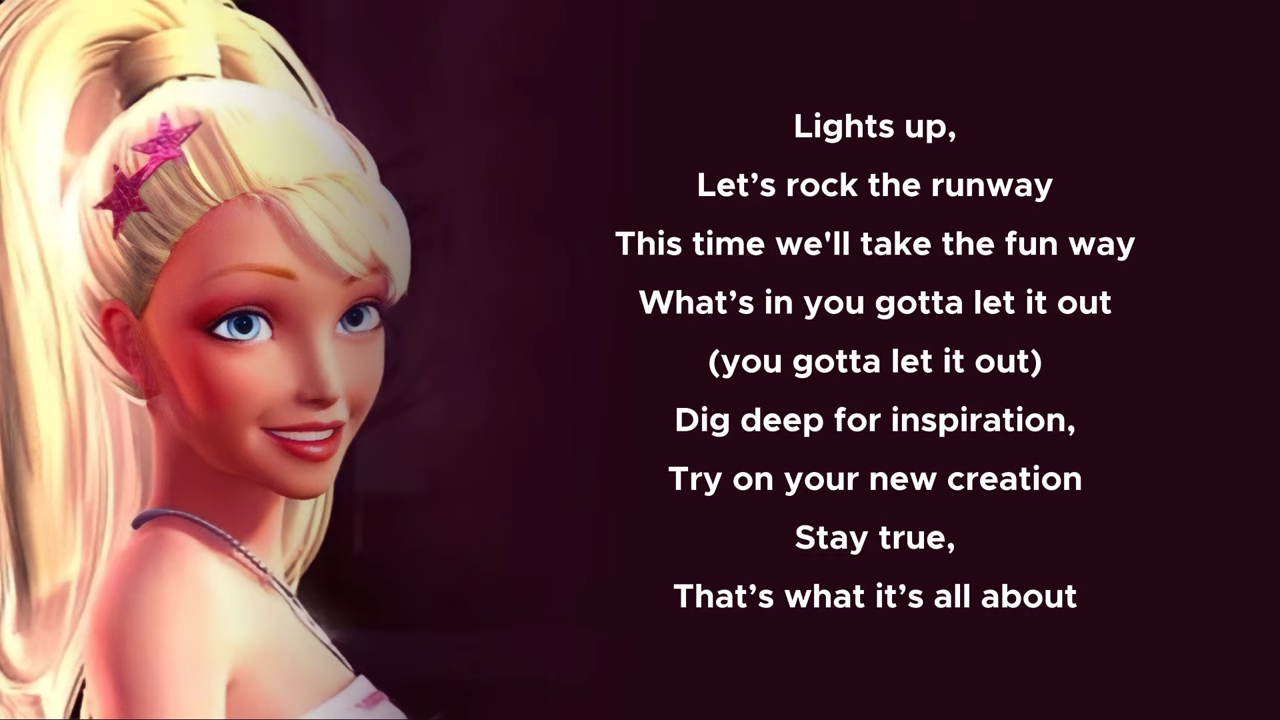 Lights up,
Let’s rock the runway
This time we'll take the fun way
What’s in you gotta let it out
(you gotta let it out)
Dig deep for inspiration,
Try on your new creation
Stay true,
That’s what it’s all about